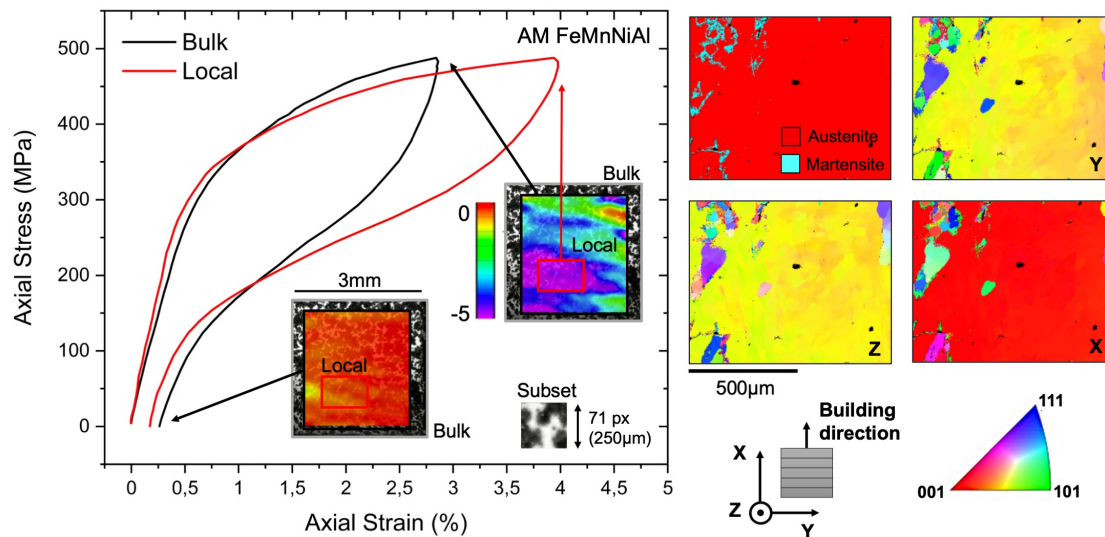 AM FeMnNiAl
Bulk
Local
Axial Stress (MPa)
500
400
300
200
100
0
0
0,5
1
1,5
2
2,5
3
3,5
4
4,5
5
Axial Strain (%)
Bulk
0
-5
Local
3mm
Local
Bulk
Subset
71 px
(250µm)
Austenite
Martensite
Y
Z
X
500µm
Building
direction
X
Z
Y
111
001
101